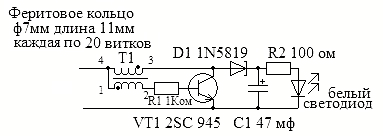 Феритовое кольцо
ф7мм длина 11мм
каждая по 20 витков
D1 1N5819
R2 100 ом
T1
4
3
1
2
R1 1Ком
белый
светодиод
VT1 2SC 945
C1 47 мф